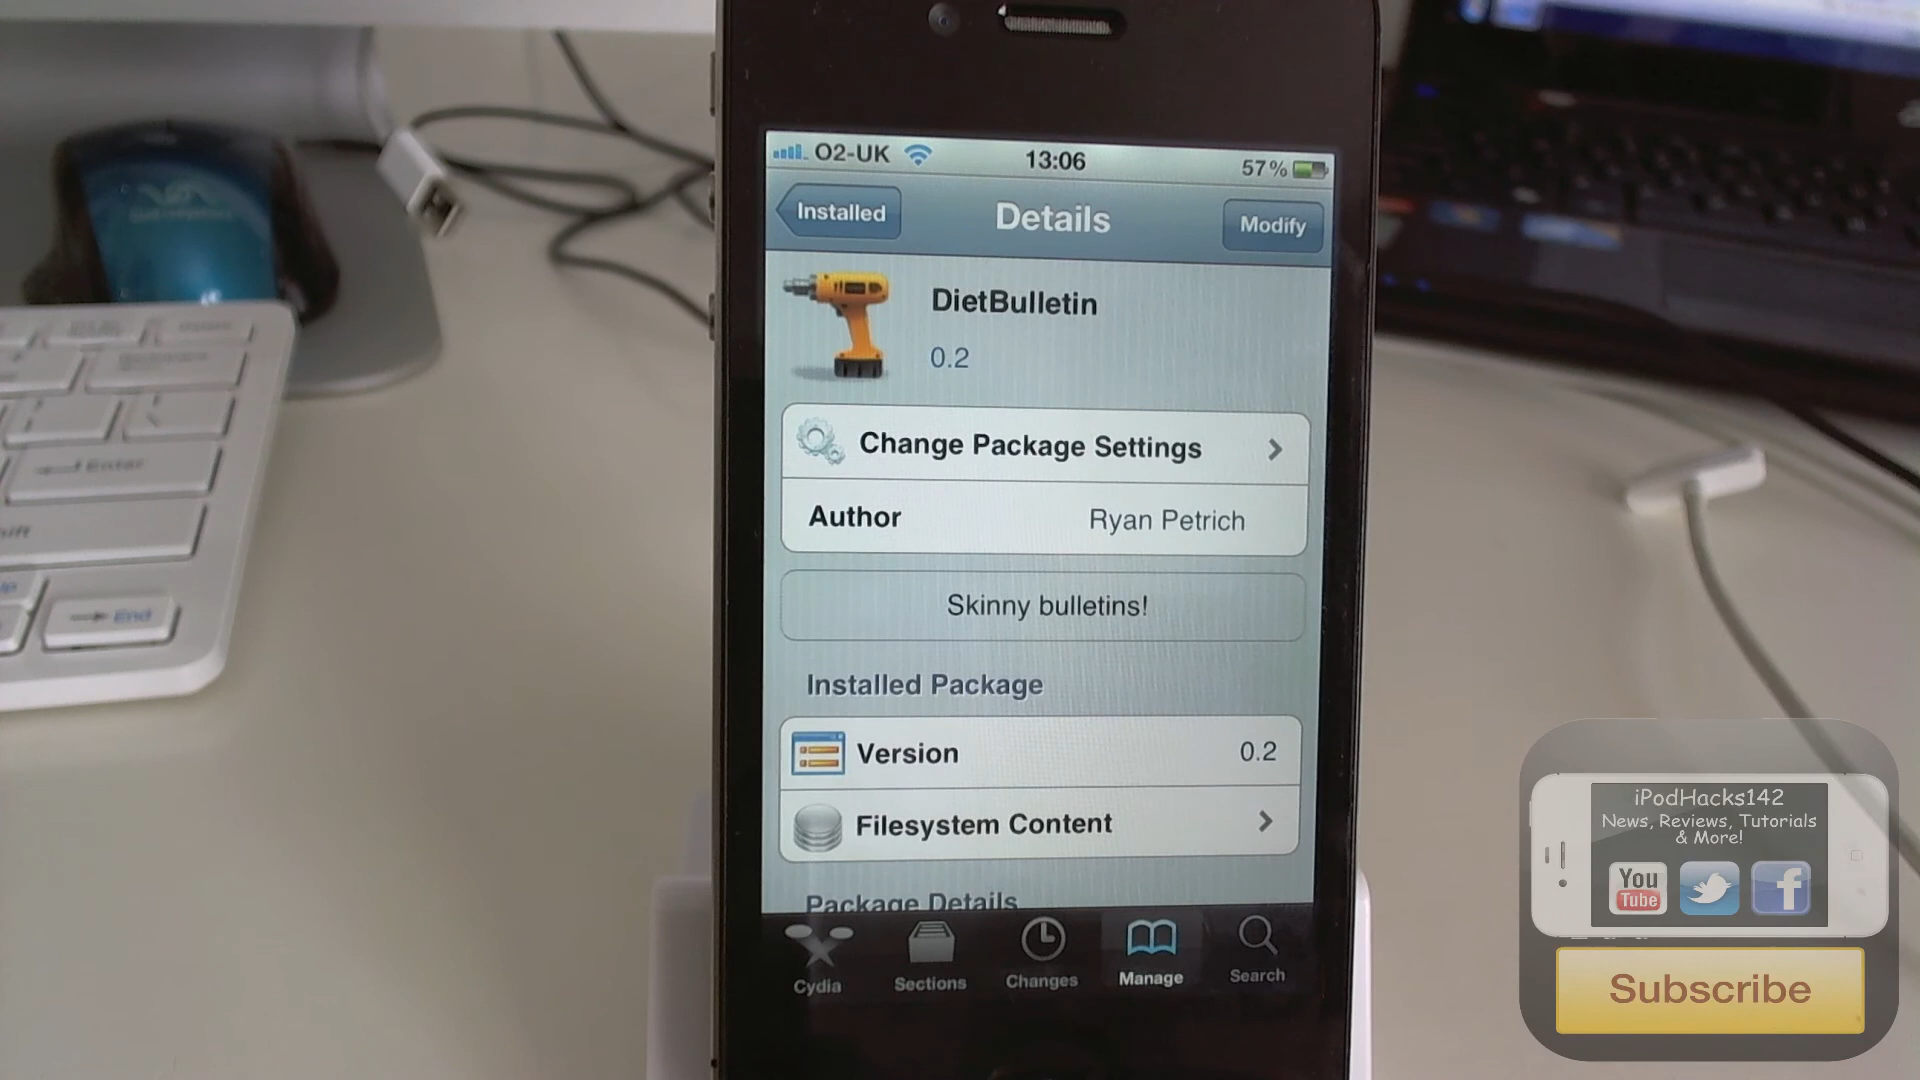 O2-UK
13:06
57%
Installed
Details
Modify
DietBulletin
0.2
Change Package Settings
Author
Ryan Petrich
Skinny bulletins!
Installed Package
Version
0.2
Filesystem Content
Package Details
Cydia
Sections
Changes
Manage
Search
Enter
End
iPodHacks142
News, Reviews, Tutorials
& More!
You
Tube
f
Subscribe